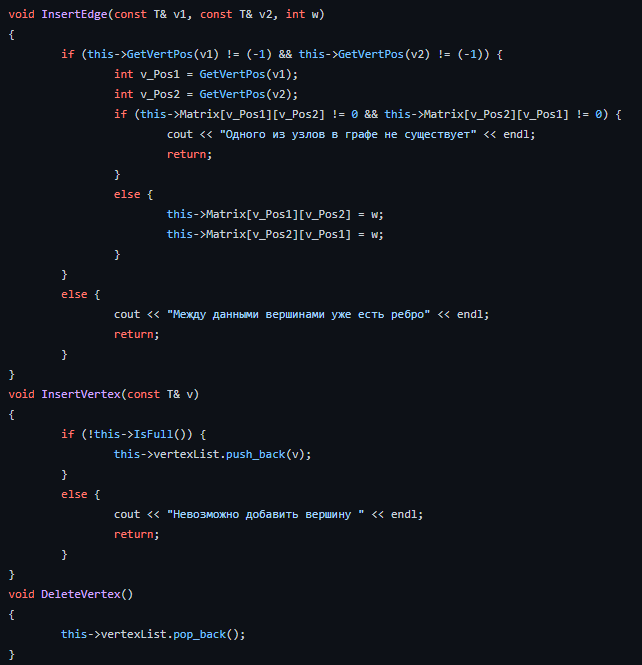 void InsertEdge(const T& v1, const T& v2, int w)
{
        if (this->GetVertPos(v1) != (-1) && this->GetVertPos(v2) != (-1)) {
                int v_Pos1 = GetVertPos(v1);
                int v_Pos2 = GetVertPos(v2);
                if (this->Matrix[v_Pos1][v_Pos2] != 0 && this->Matrix[v_Pos2][v_Pos1] != 0) {
                        cout << "Одного из узлов в графе не существует" << endl;
                        return;
                }
                else {
                        this->Matrix[v_Pos1][v_Pos2] = w;
                        this->Matrix[v_Pos2][v_Pos1] = w;
                }
        }
        else {
                cout << "Между данными вершинами уже есть ребро" << endl;
                return;
        }
}
void InsertVertex(const T& v)
{
        if (!this->IsFull()) {
                this->vertexList.push_back(v);
        }
        else {
                cout << "Невозможно добавить вершину " << endl;
                return;
        }
}
void DeleteVertex()
{
        this->vertexList.pop_back();
}